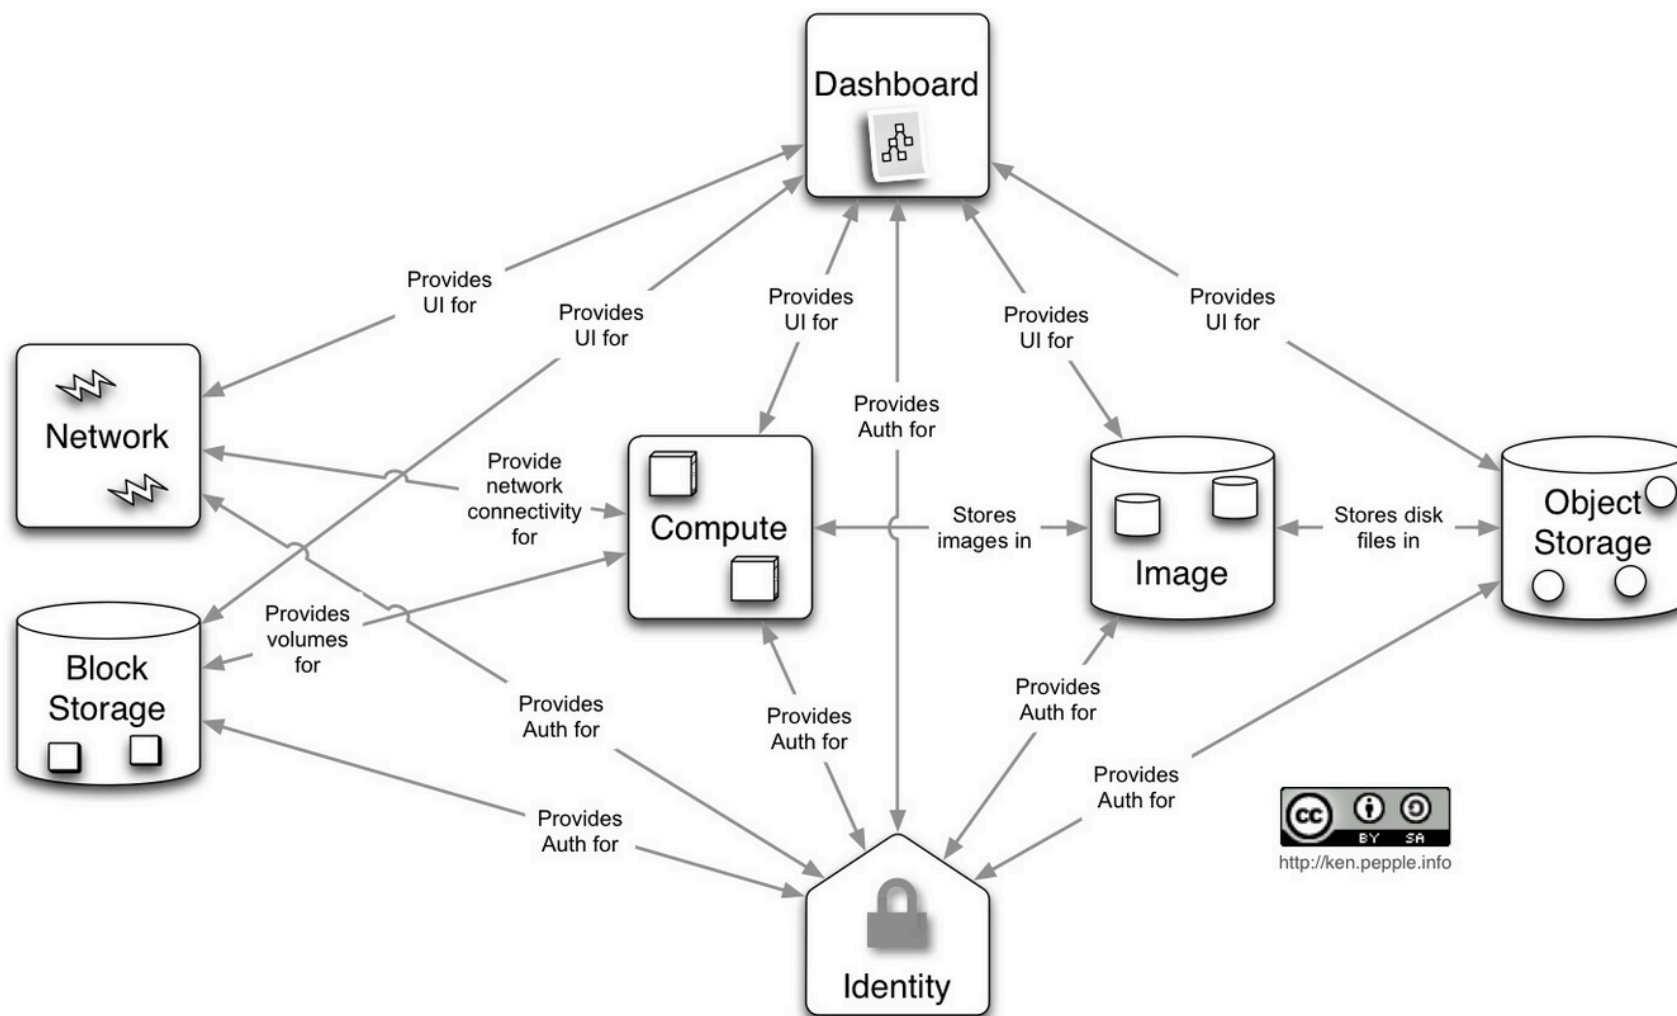 Dashboard
Provides
UI for
Provides
UI for
Provides
UI for
Provides
UI for
Provides
UI for
Provides
Auth for
Network
Provide
network
connectivity
for
Compute
Stores
images in
Image
Stores disk
files in
Object
Storage
Block
Storage
Provides
volumes
for
Provides
Auth for
Provides
Auth for
Provides
Auth for
Provides
Auth for
Provides
Auth for
Identity
cc
BY SA
http://ken.pepple.info